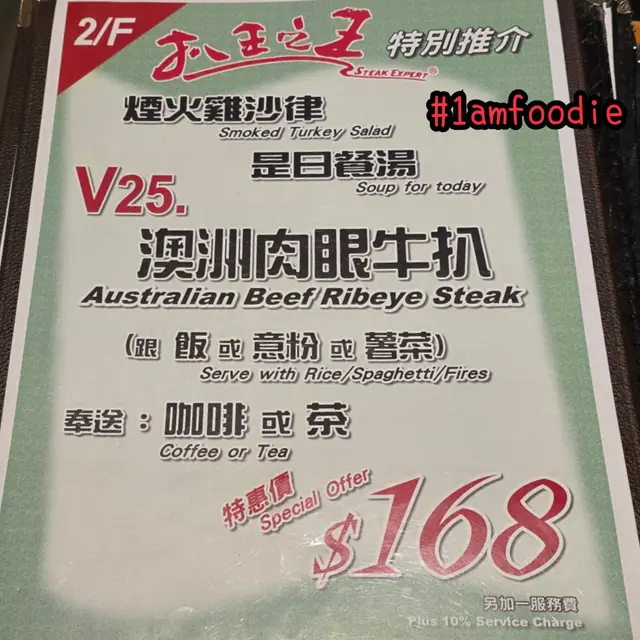 2/F
扒王之王 特別推介
STEAK EXPERT®
#1amfoodie
煙火雞沙律
Smoked Turkey Salad
是日餐湯
Soup for today
V25.
澳洲肉眼牛扒
Australian Beef Ribeye Steak
(跟 飯 或 意粉 或 薯菜)
Serve with Rice/Spaghetti/Fires
奉送：咖啡 或 茶
Coffee or Tea
特惠價
Special Offer
$168
另加一服務費
Plus 10% Service Charge